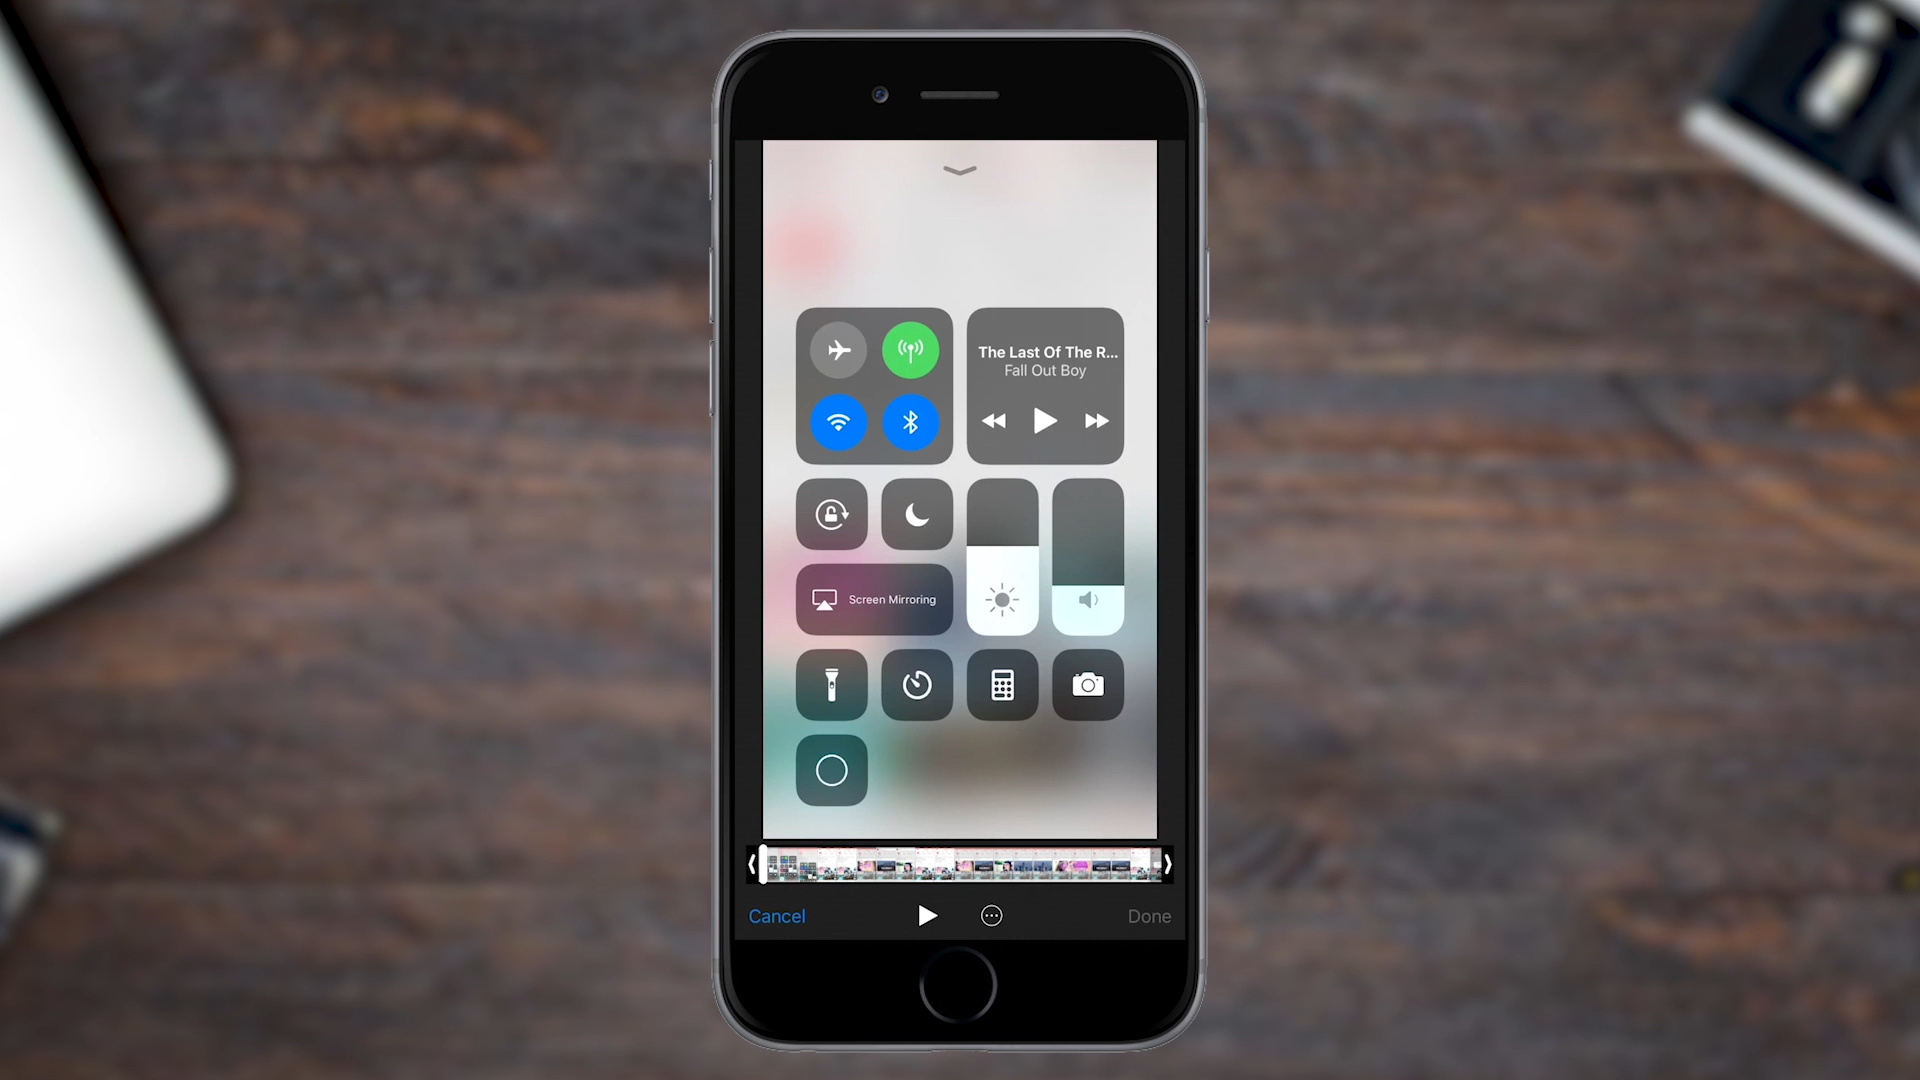 The Last Of The R...
Fall Out Boy
Screen Mirroring
Cancel
Done